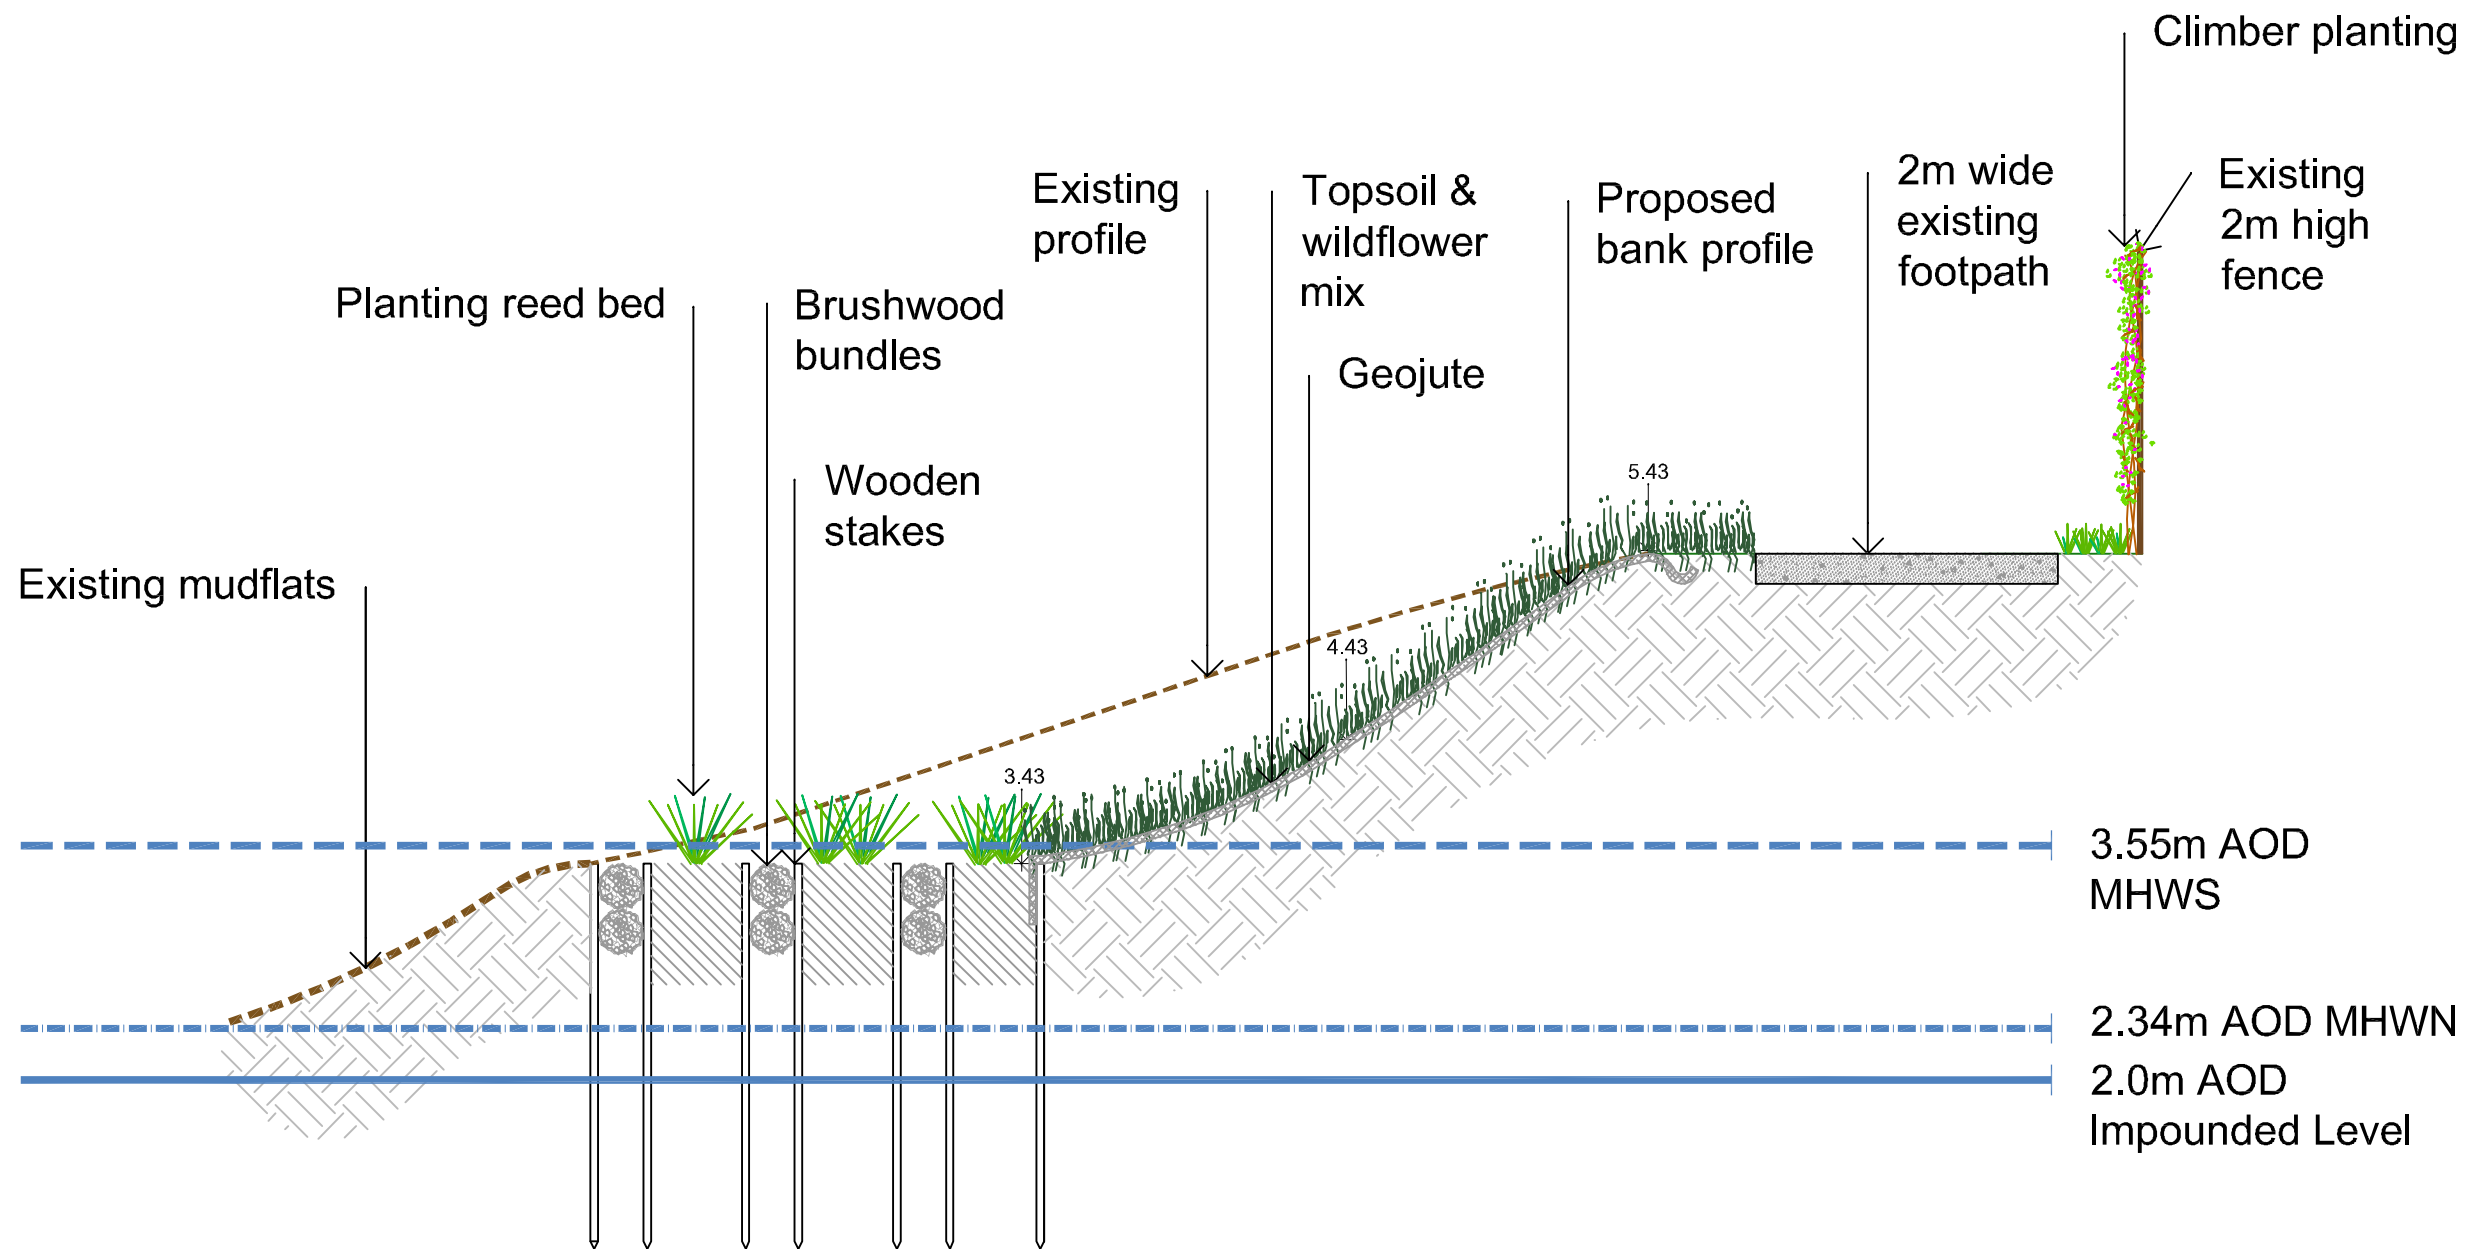 Climber planting
Existing
profile
Topsoil &
wildflower
mix
Proposed
bank profile
2m wide
existing
footpath
Existing
2m high
fence
Planting reed bed
Brushwood
bundles
Geojute
Wooden
stakes
5.43
Existing mudflats
4.43
3.43
3.55m AOD
MHWS
2.34m AOD MHWN
2.0m AOD
Impounded Level